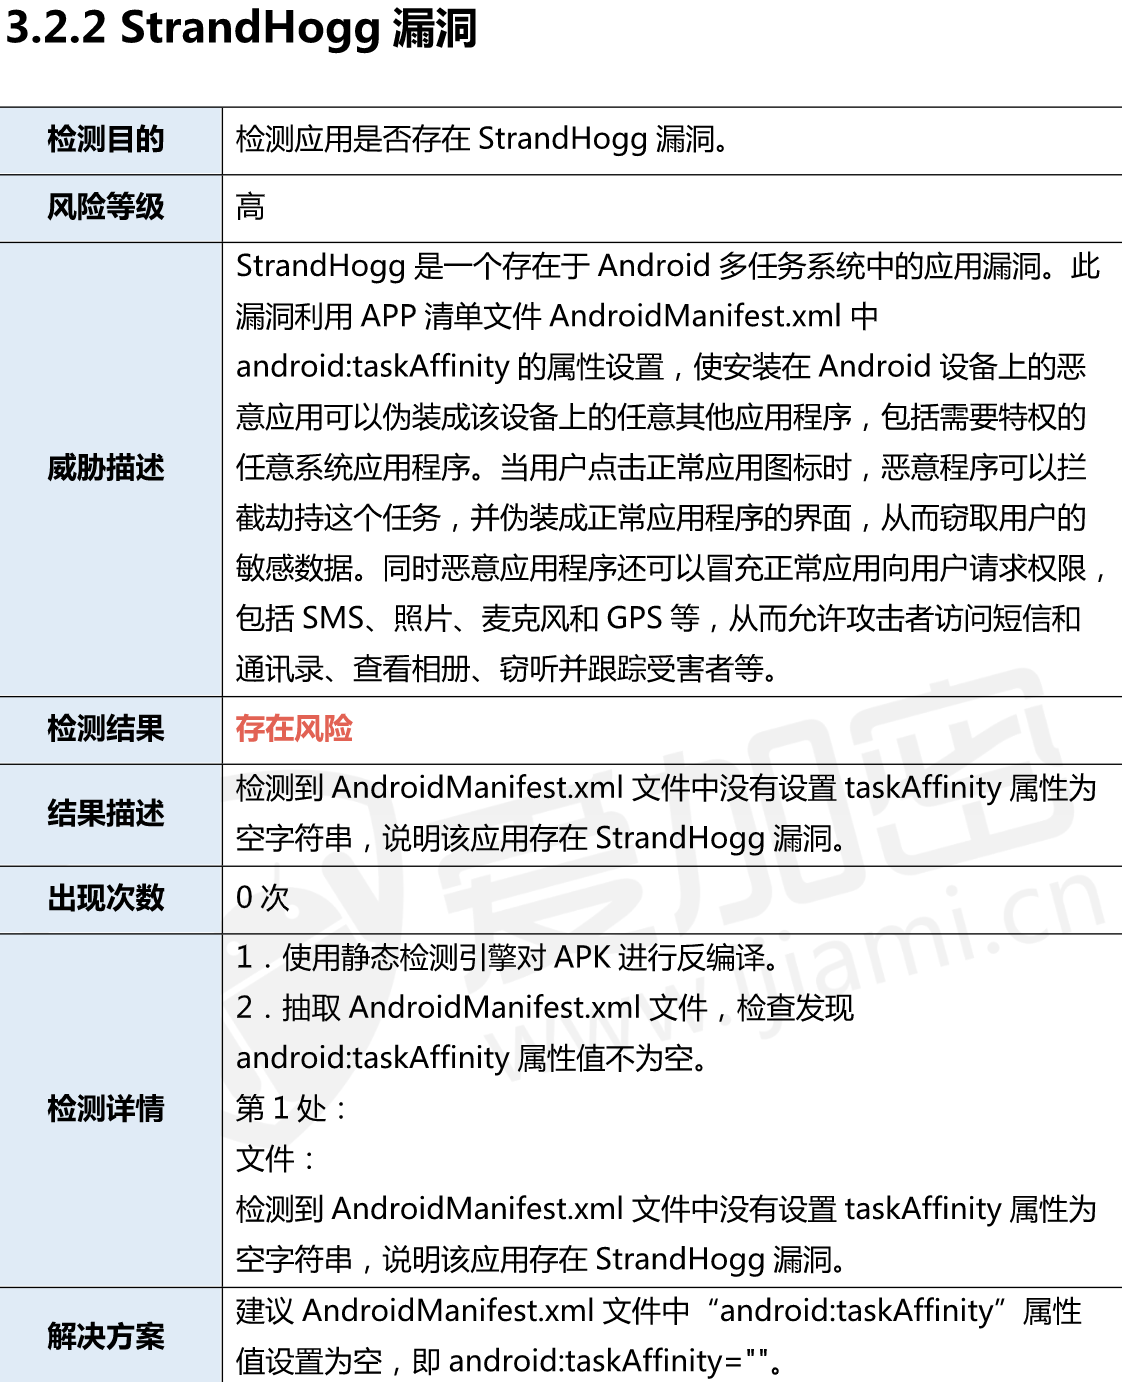 3.2.2 StrandHogg 漏洞
检测目的
检测应用是否存在 StrandHogg 漏洞。
风险等级
高
威胁描述
StrandHogg 是一个存在于 Android 多任务系统中的应用漏洞。此
漏洞利用 APP 清单文件 AndroidManifest.xml 中
android:taskAffinity 的属性设置，使安装在 Android 设备上的恶
意应用可以伪装成该设备上的任意其他应用程序，包括需要特权的
任意系统应用程序。当用户点击正常应用图标时，恶意程序可以拦
截劫持这个任务，并伪装成正常应用程序的界面，从而窃取用户的
敏感数据。同时恶意应用程序还可以冒充正常应用向用户请求权限，
包括 SMS、照片、麦克风和 GPS 等，从而允许攻击者访问短信和
通讯录、查看相册、窃听并跟踪受害者等。
检测结果
存在风险
结果描述
检测到 AndroidManifest.xml 文件中没有设置 taskAffinity 属性为
空字符串，说明该应用存在 StrandHogg 漏洞。
出现次数
0 次
检测详情
1．使用静态检测引擎对 APK 进行反编译。
2．抽取 AndroidManifest.xml 文件，检查发现
android:taskAffinity 属性值不为空。
第 1 处：
文件：
检测到 AndroidManifest.xml 文件中没有设置 taskAffinity 属性为
空字符串，说明该应用存在 StrandHogg 漏洞。
解决方案
建议 AndroidManifest.xml 文件中“android:taskAffinity”属性
值设置为空，即 android:taskAffinity=""。
爱加密
www.ijiami.cn